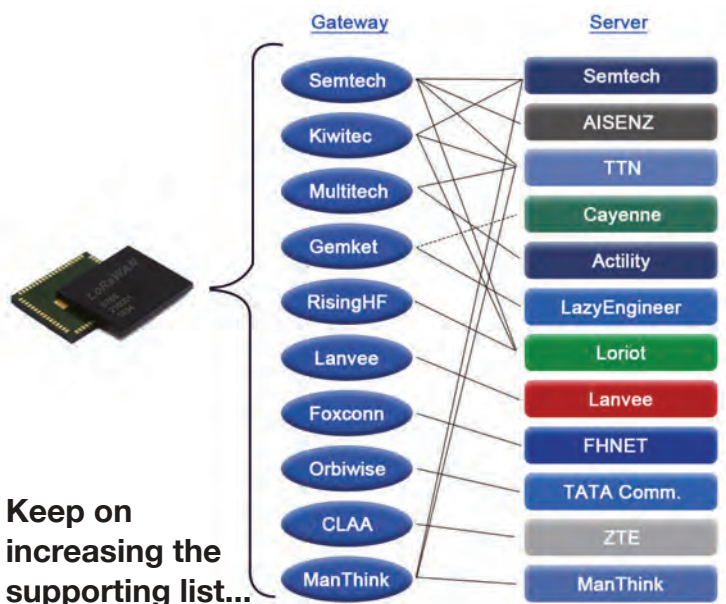 Gateway
Server
Semtech
Kiwitec
Multitech
Gemket
RisingHF
Lanvee
Foxconn
Orbiwise
CLAA
ManThink
Semtech
AISENZ
TTN
Cayenne
Actility
LazyEngineer
Loriot
Lanvee
FHNET
TATA Comm.
ZTE
ManThink
LoRaWAN
Keep on
increasing the
supporting list...